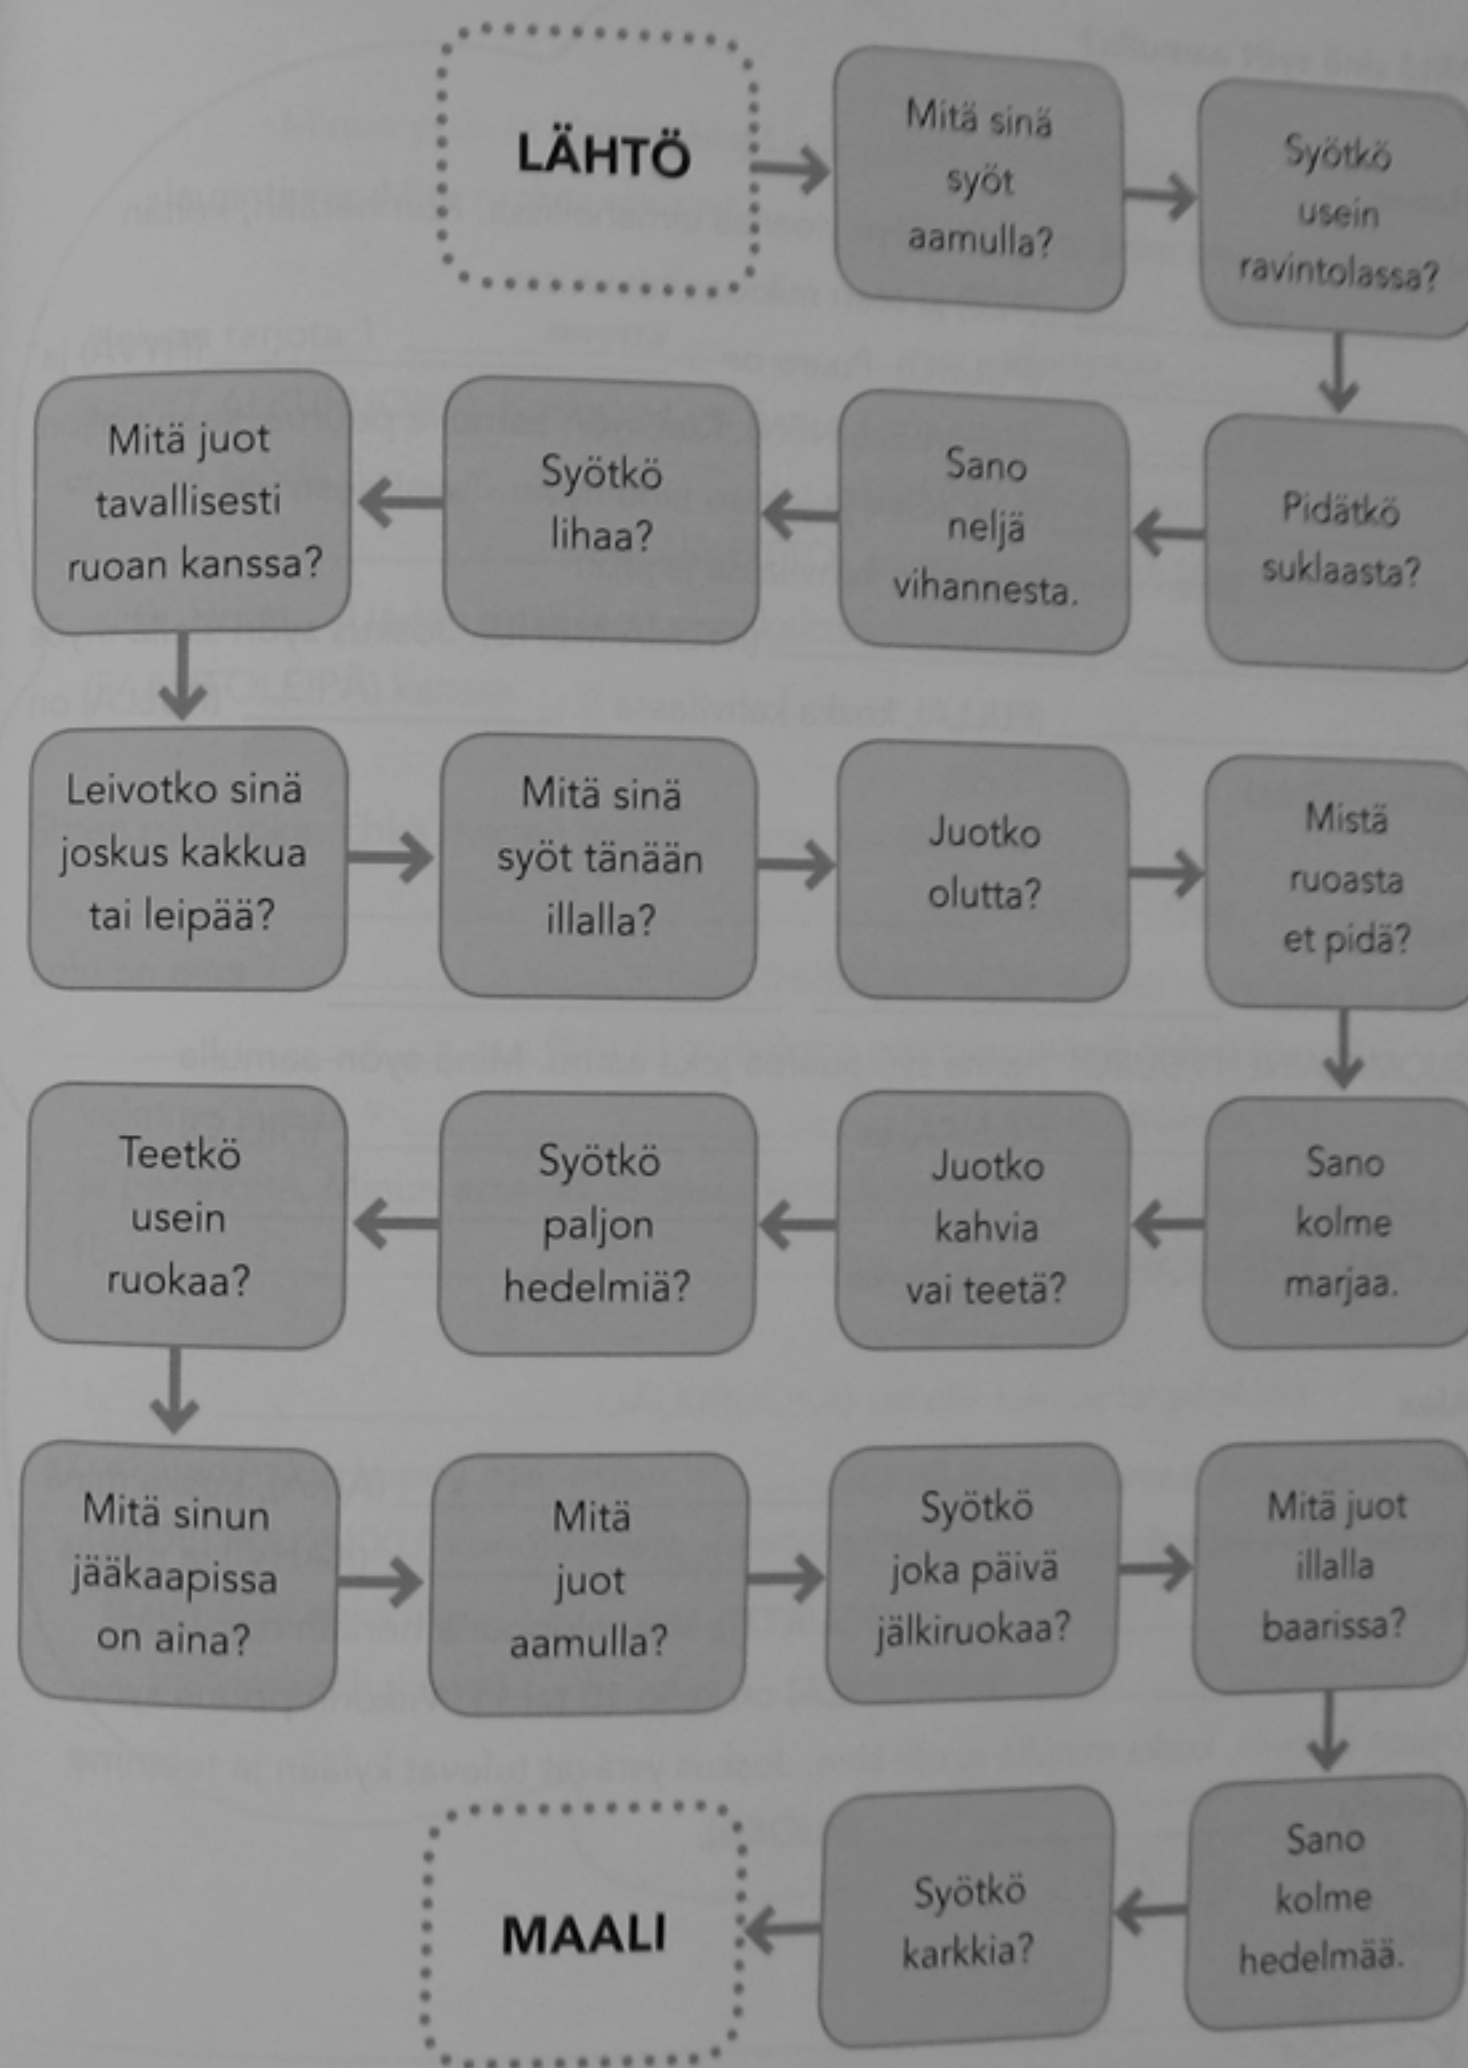 LÄHTÖ
Mitä sinä
syöt
aamulla?
Syötkö
usein
ravintolassa?
Pidätkö
suklaasta?
Sano
neljä
vihannesta.
Syötkö
lihaa?
Mitä juot
tavallisesti
ruoan kanssa?
Leivotko sinä
joskus kakkua
tai leipää?
Mitä sinä
syöt tänään
illalla?
Juotko
olutta?
Mistä
ruoasta
et pidä?
Sano
kolme
marjaa.
Juotko
kahvia
vai teetä?
Syötkö
paljon
hedelmiä?
Teetkö
usein
ruokaa?
Mitä sinun
jääkaapissa
on aina?
Mitä
juot
aamulla?
Syötkö
joka päivä
jälkiruokaa?
Mitä juot
illalla
baarissa?
Sano
kolme
hedelmää.
Syötkö
karkkia?
MAALI